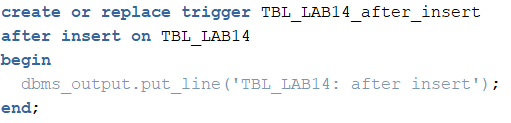 create or replace trigger TBL_LAB14_after_insert
after insert on TBL_LAB14
begin
  dbms_output.put_line('TBL_LAB14: after insert');
end;